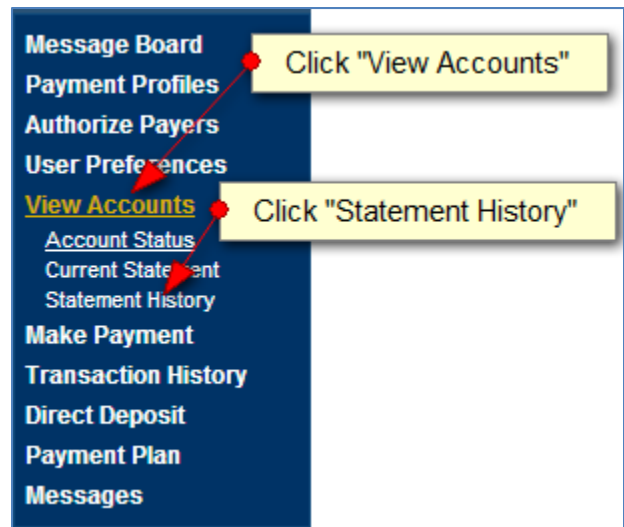 Message Board
Click "View Accounts"
Payment Profiles
Authorize Payers
User Preferences
View Accounts
Click "Statement History"
Account Status
Current Statement
Statement History
Make Payment
Transaction History
Direct Deposit
Payment Plan
Messages